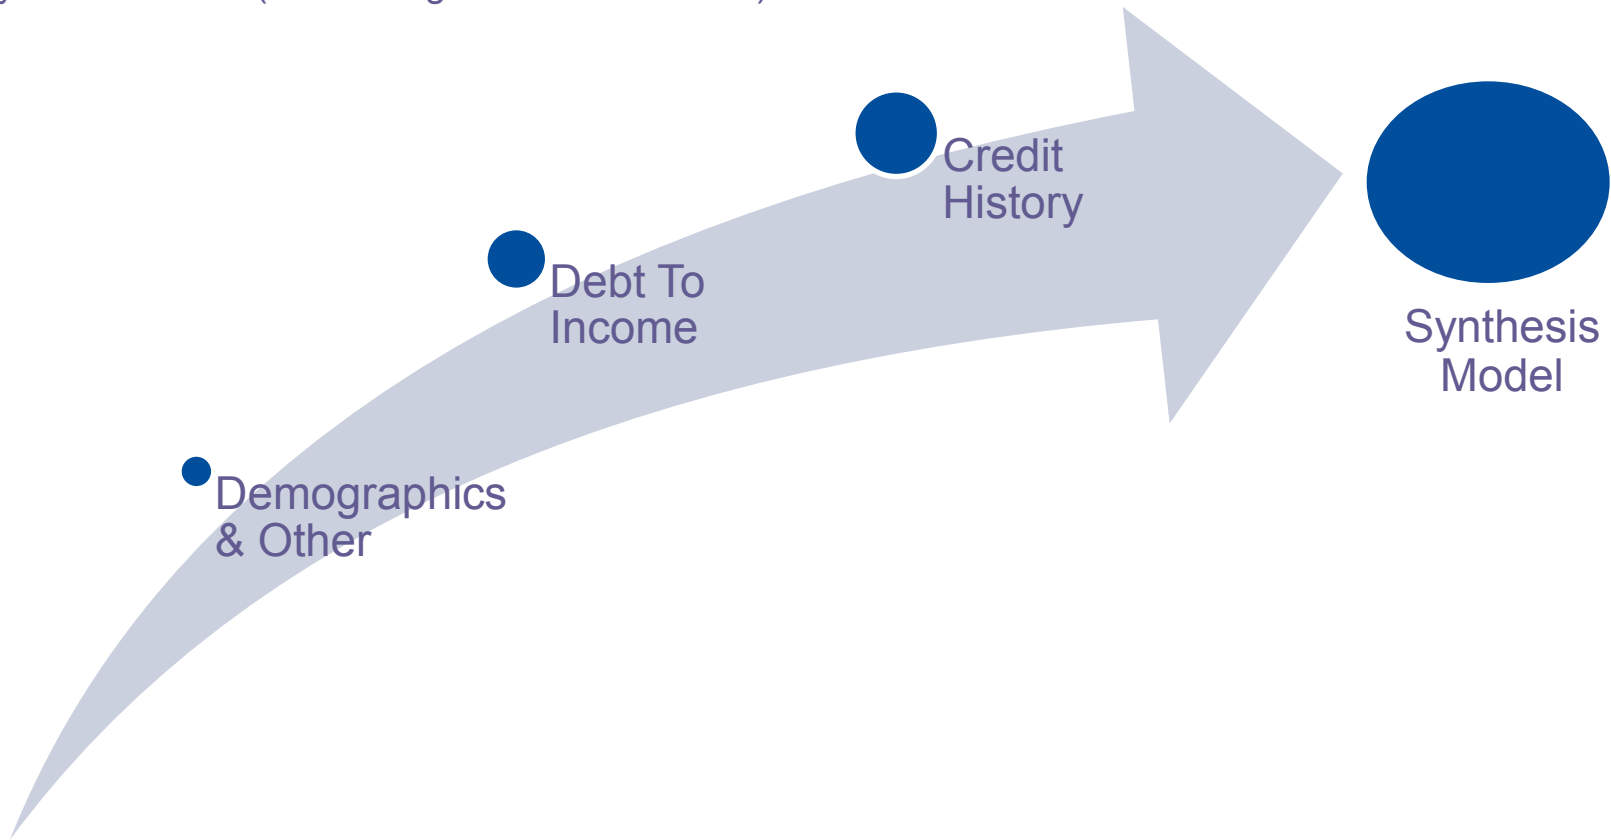 Credit
History
Debt To
Income
Synthesis
Model
Demographics
& Other